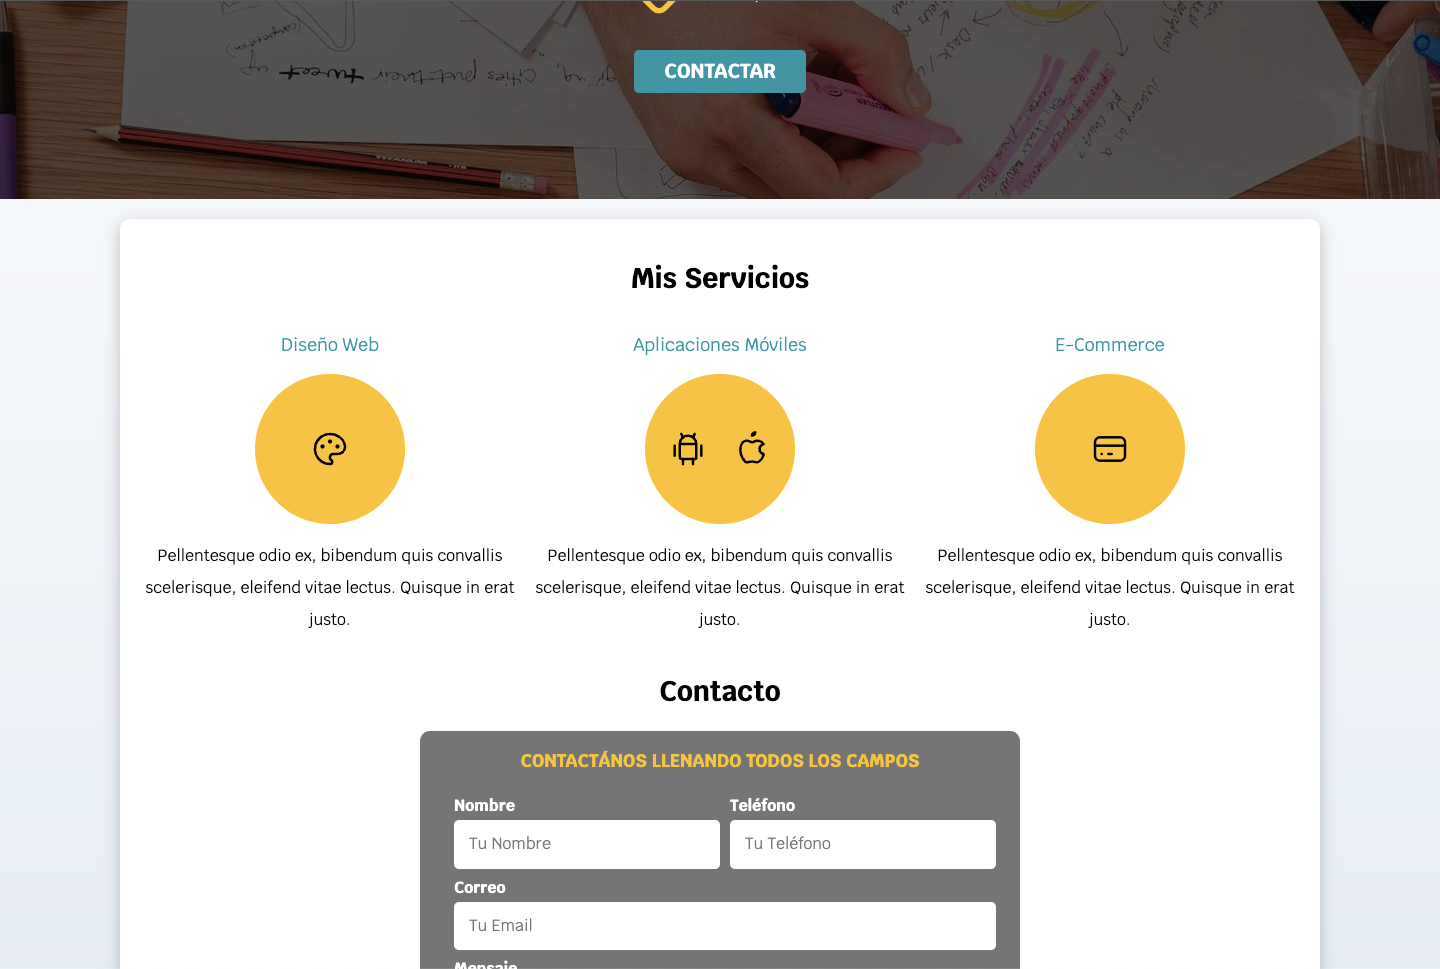 CONTACTAR
Mis Servicios
Diseño Web
Aplicaciones Móviles
E-Commerce
Pellentesque odio ex, bibendum quis convallis
scelerisque, eleifend vitae lectus. Quisque in erat
justo.
Pellentesque odio ex, bibendum quis convallis
scelerisque, eleifend vitae lectus. Quisque in erat
justo.
Pellentesque odio ex, bibendum quis convallis
scelerisque, eleifend vitae lectus. Quisque in erat
justo.
Contacto
CONTACTÁNOS LLENANDO TODOS LOS CAMPOS
Nombre
Teléfono
Tu Nombre
Tu Teléfono
Correo
Tu Email
Mensaje